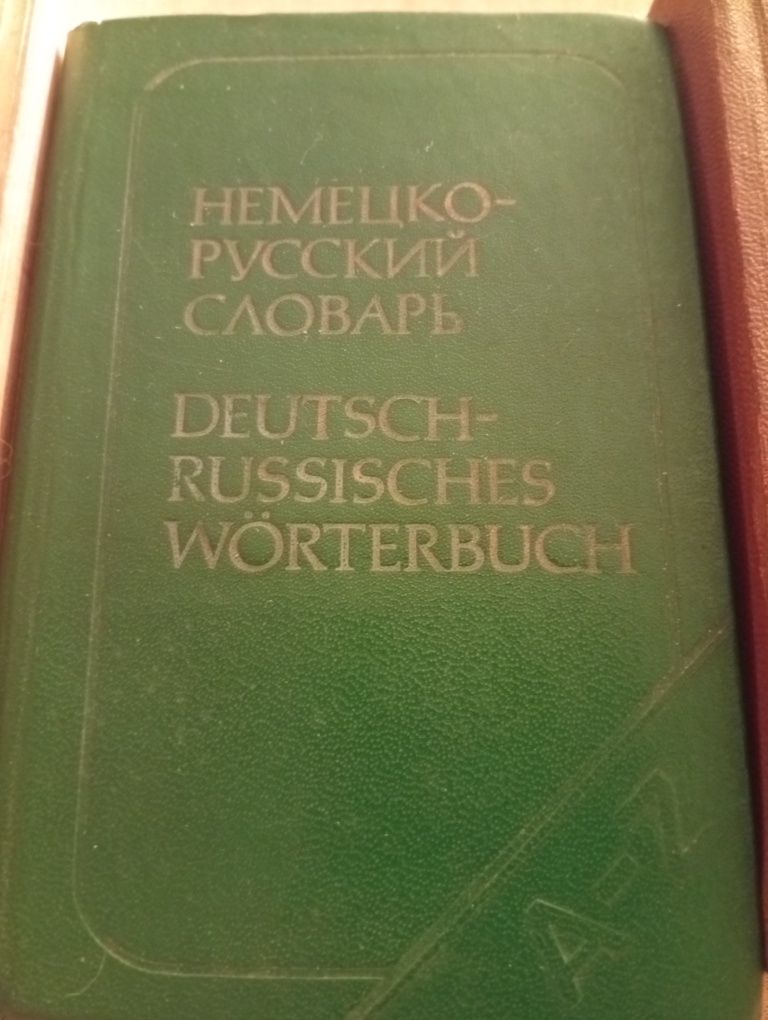 НЕМЕЦКО-
РУССКИЙ
СЛОВАРЬ
DEUTSCH-
RUSSISCHES
WÖRTERBUCH
A-Z